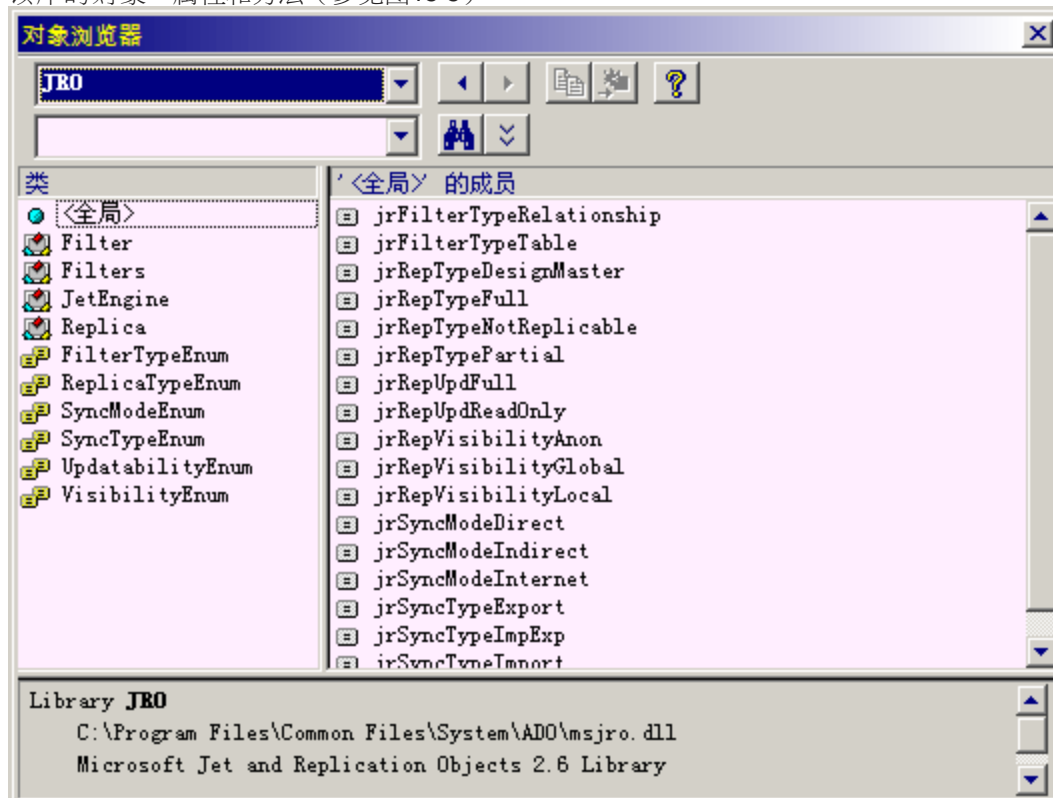 对象浏览器
JRO
类
'<全局>' 的成员
<全局>
Filter
Filters
JetEngine
Replica
FilterTypeEnum
ReplicaTypeEnum
SyncModeEnum
SyncTypeEnum
UpdatabilityEnum
VisibilityEnum
jrFilterTypeRelationship
jrFilterTypeTable
jrRepTypeDesignMaster
jrRepTypeFull
jrRepTypeNotReplicable
jrRepTypePartial
jrRepUpdFull
jrRepUpdReadOnly
jrRepVisibilityAnon
jrRepVisibilityGlobal
jrRepVisibilityLocal
jrSyncModeDirect
jrSyncModeIndirect
jrSyncModeInternet
jrSyncTypeExport
jrSyncTypeImpExp
jrSyncTypeImport
Library JRO
C:\Program Files\Common Files\System\ADO\msjro.dll
Microsoft Jet and Replication Objects 2.6 Library